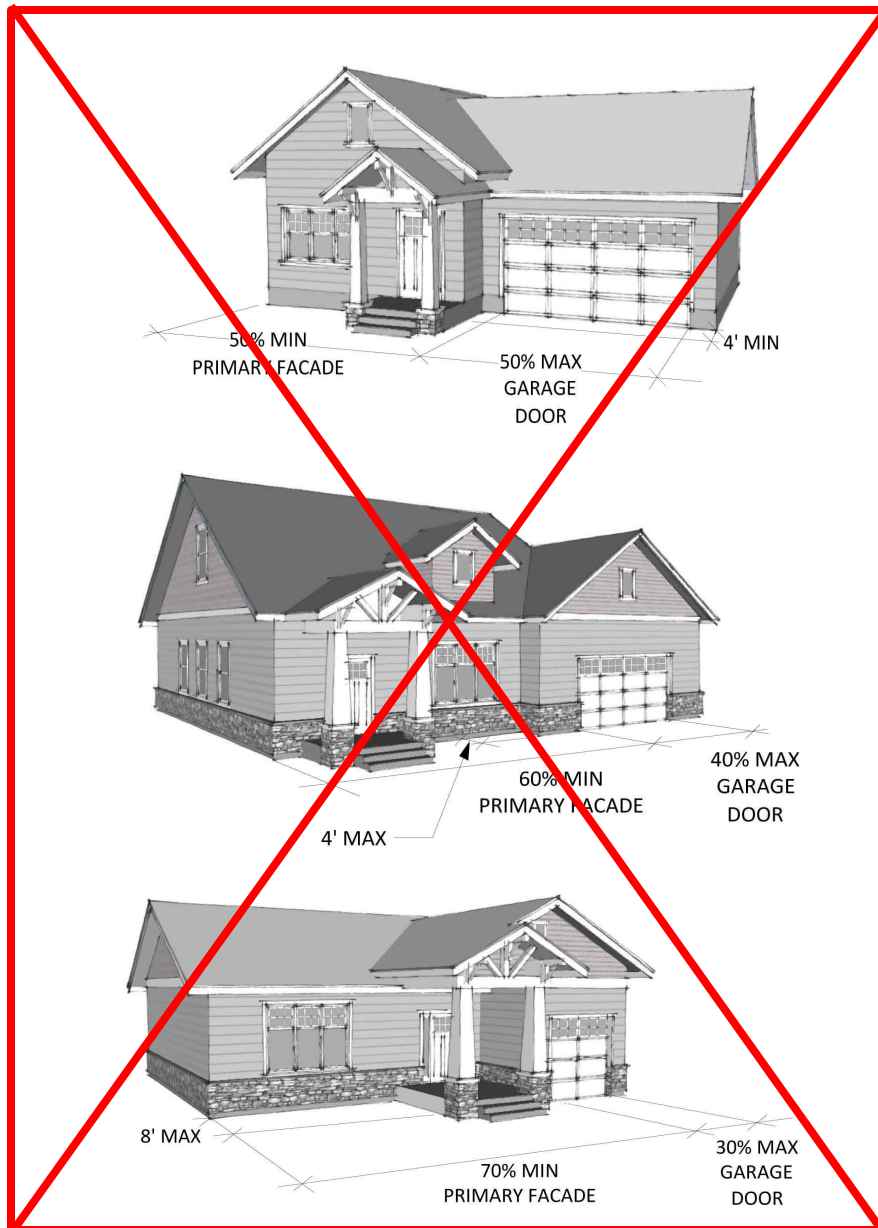 50% MIN
PRIMARY FACADE
50% MAX
GARAGE
DOOR
4' MIN
60% MIN
PRIMARY FACADE
40% MAX
GARAGE
DOOR
4' MAX
8' MAX
70% MIN
PRIMARY FACADE
30% MAX
GARAGE
DOOR